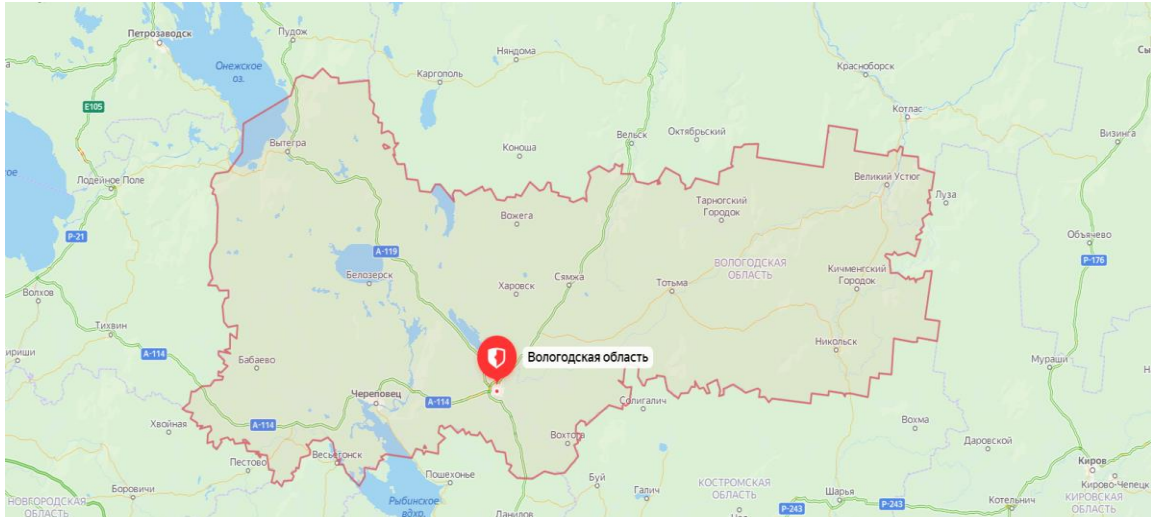 Петрозаводск
Пудож
Няндома
Онежское
оз.
Каргополь
Красноборск
Е105
Котлас
Вельск
Октябрьский
Визинга
Вытегра
Коноша
Лодейное Поле
Великий Устюг
Луза
Тарногский
Городок
Вожега
Р-21
А-119
ВОЛОГОДСКАЯ
ОБЛАСТЬ
Объячево
Р-176
Белозерск
Сямжа
Харовск
Тотьма
Кичменгский
Городок
Волхов
Тихвин
А-114
Бабаево
Вологодская область
Никольск
Мураши
Череповец
А-114
Солигалич
Хвойная
А-114
Вохтога
Вохма
Даровской
Пестово
Весьегонск
Пошехонье
Буй
Галич
КОСТРОМСКАЯ
ОБЛАСТЬ
Киров
Кирово-Чепецк
Боровичи
НОВГОРОДСКАЯ
ОБЛАСТЬ
Рыбинское
вдхр.
Данилов
Шарья
Р-243
Р-243
Котельнич
КИРОВСКАЯ
ОБЛАСТЬ